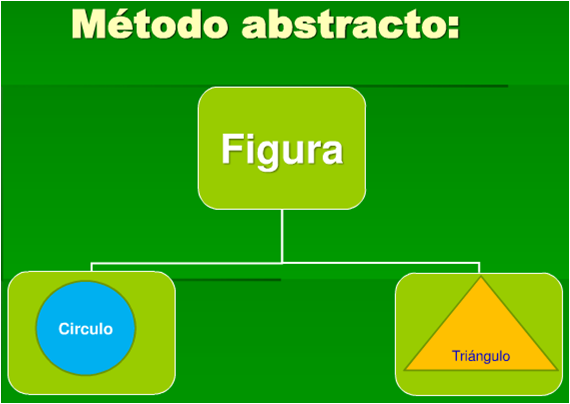 Método abstracto:
Figura
Circulo
Triángulo